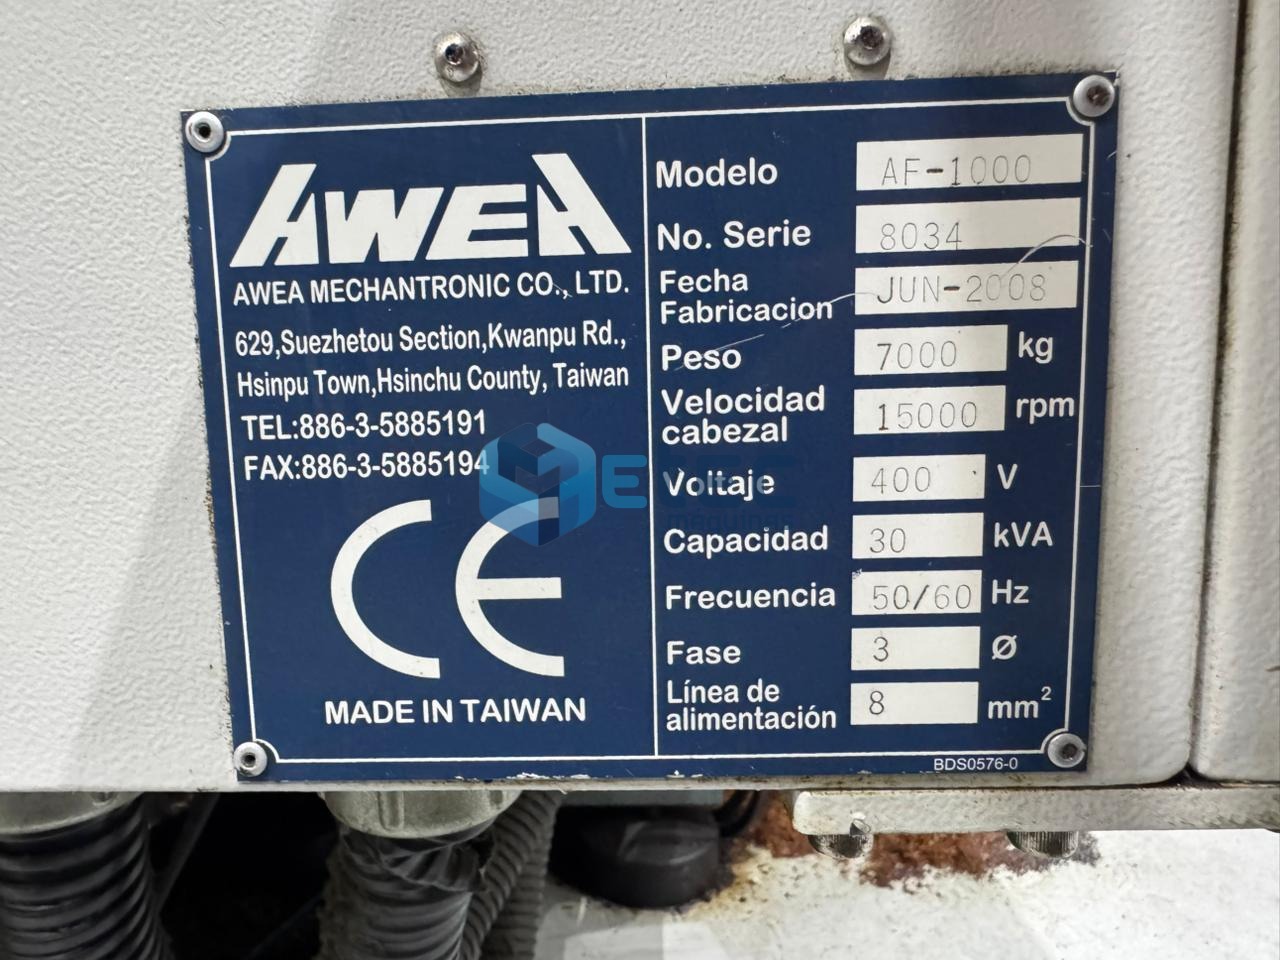 AWEA
AWEA MECHANTRONIC CO., LTD.
629,Suezhetou Section,Kwanpu Rd.,
Hsinpu Town,Hsinchu County, Taiwan
TEL:886-3-5885191
FAX:886-3-5885194
CE
MADE IN TAIWAN
Modelo AF-1000
No. Serie 8034
Fecha
Fabricacion JUN-2008
Peso 7000 kg
Velocidad
cabezal 15000 rpm
Voltaje 400 V
Capacidad 30 kVA
Frecuencia 50/60 Hz
Fase 3 Ø
Línea de
alimentación 8 mm²
BDS0576-0